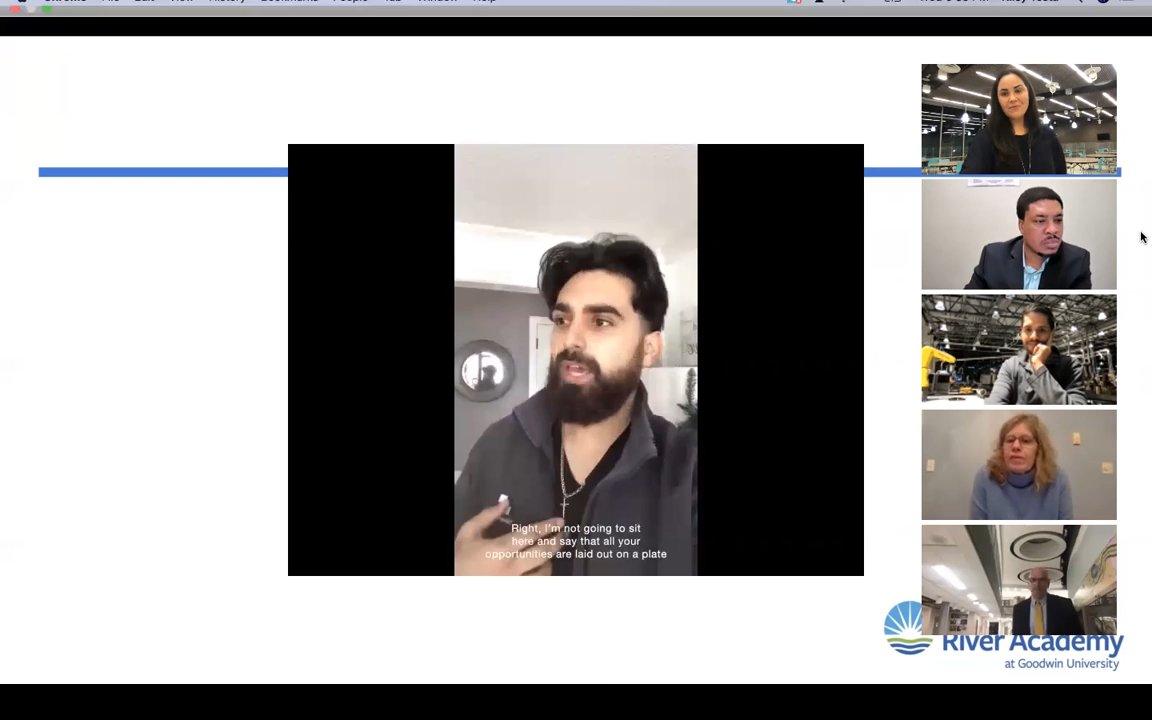 Right, I'm not going to sit
here and say that all your
opportunities are laid out on a plate
River Academy
at Goodwin University